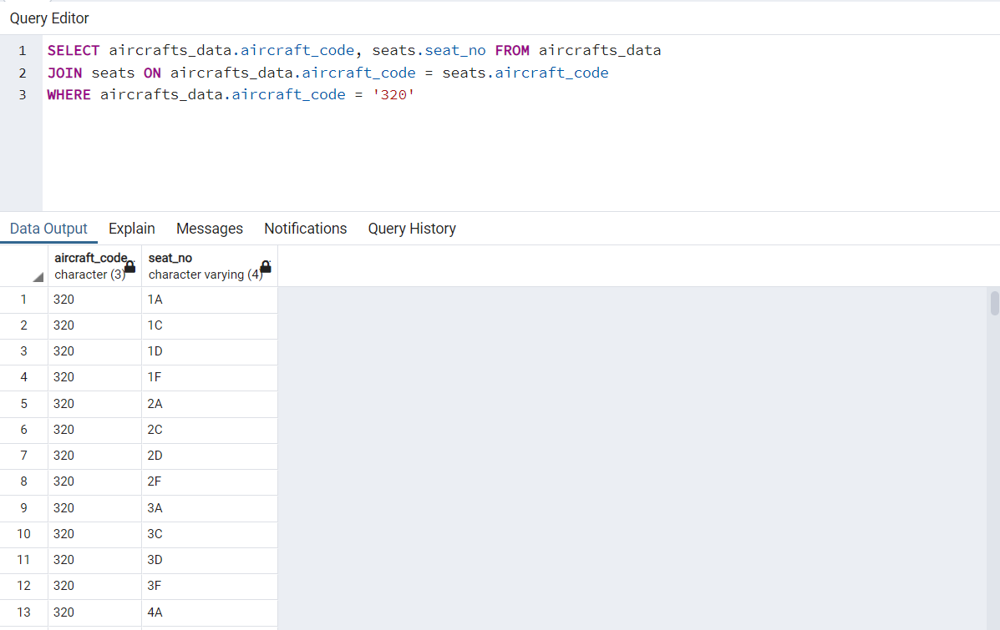 Query Editor
1 SELECT aircrafts_data.aircraft_code, seats.seat_no FROM aircrafts_data
2 JOIN seats ON aircrafts_data.aircraft_code = seats.aircraft_code
3 WHERE aircrafts_data.aircraft_code = '320'
Data Output Explain Messages Notifications Query History
aircraft_code seat_no
character (3) character varying (4)
1 320 1A
2 320 1C
3 320 1D
4 320 1F
5 320 2A
6 320 2C
7 320 2D
8 320 2F
9 320 3A
10 320 3C
11 320 3D
12 320 3F
13 320 4A